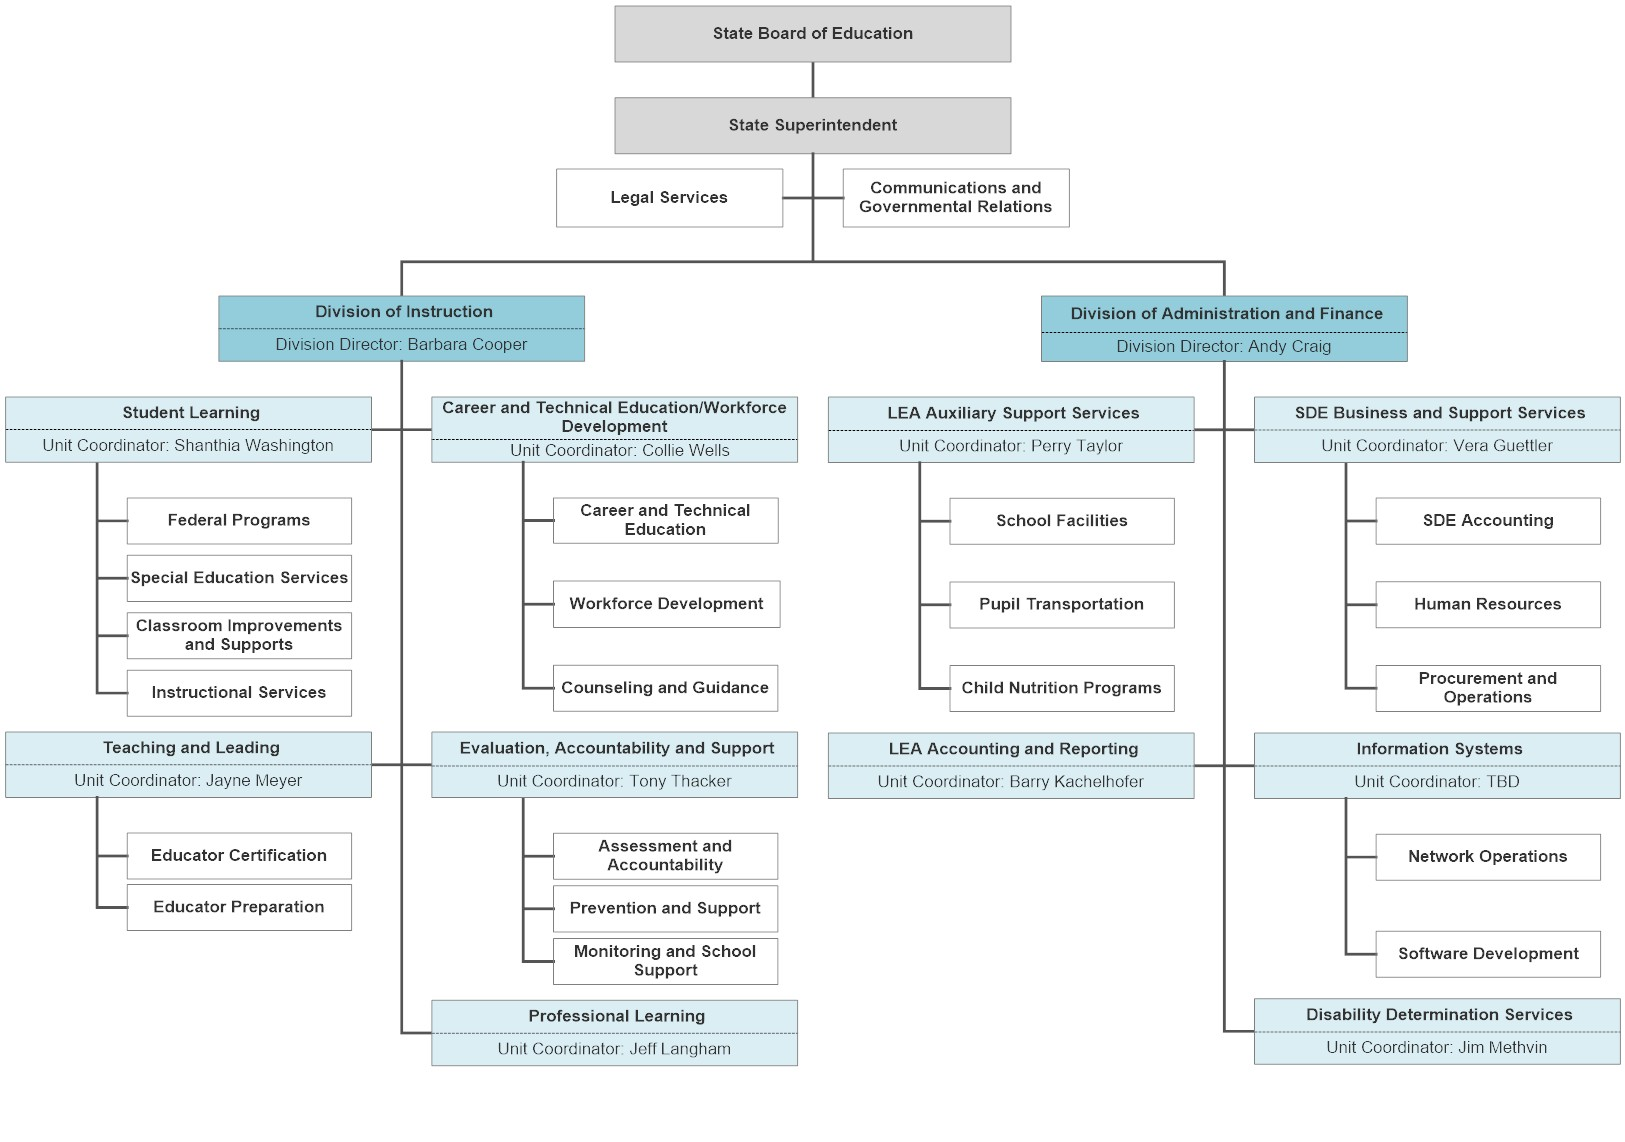 State Board of Education
State Superintendent
Legal Services
Communications and
Governmental Relations
Division of Instruction
Division Director: Barbara Cooper
Division of Administration and Finance
Division Director: Andy Craig
Student Learning
Unit Coordinator: Shanthia Washington
Federal Programs
Special Education Services
Classroom Improvements
and Supports
Instructional Services
Career and Technical Education/Workforce
Development
Unit Coordinator: Collie Wells
Career and Technical
Education
Workforce Development
Counseling and Guidance
Teaching and Leading
Unit Coordinator: Jayne Meyer
Educator Certification
Educator Preparation
Evaluation, Accountability and Support
Unit Coordinator: Tony Thacker
Assessment and
Accountability
Prevention and Support
Monitoring and School
Support
Professional Learning
Unit Coordinator: Jeff Langham
LEA Auxiliary Support Services
Unit Coordinator: Perry Taylor
School Facilities
Pupil Transportation
Child Nutrition Programs
SDE Business and Support Services
Unit Coordinator: Vera Guettler
SDE Accounting
Human Resources
Procurement and
Operations
LEA Accounting and Reporting
Unit Coordinator: Barry Kachelhofer
Information Systems
Unit Coordinator: TBD
Network Operations
Software Development
Disability Determination Services
Unit Coordinator: Jim Methvin